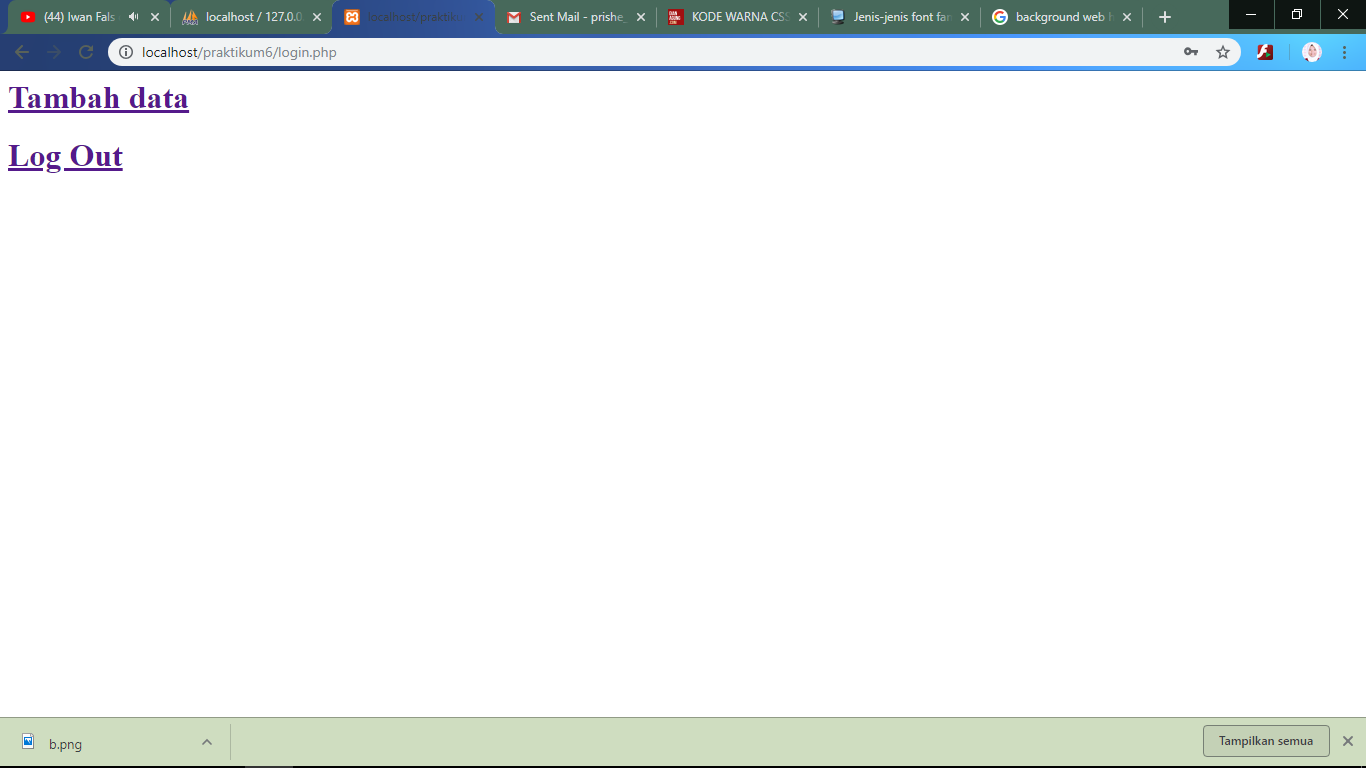 (44) Iwan Fals
localhost / 127.0.0
localhost/praktiku
Sent Mail - prishe
KODE WARNA CSS
Jenis-jenis font fam
background web h
localhost/praktikum6/login.php
Tambah data
Log Out
b.png
Tampilkan semua